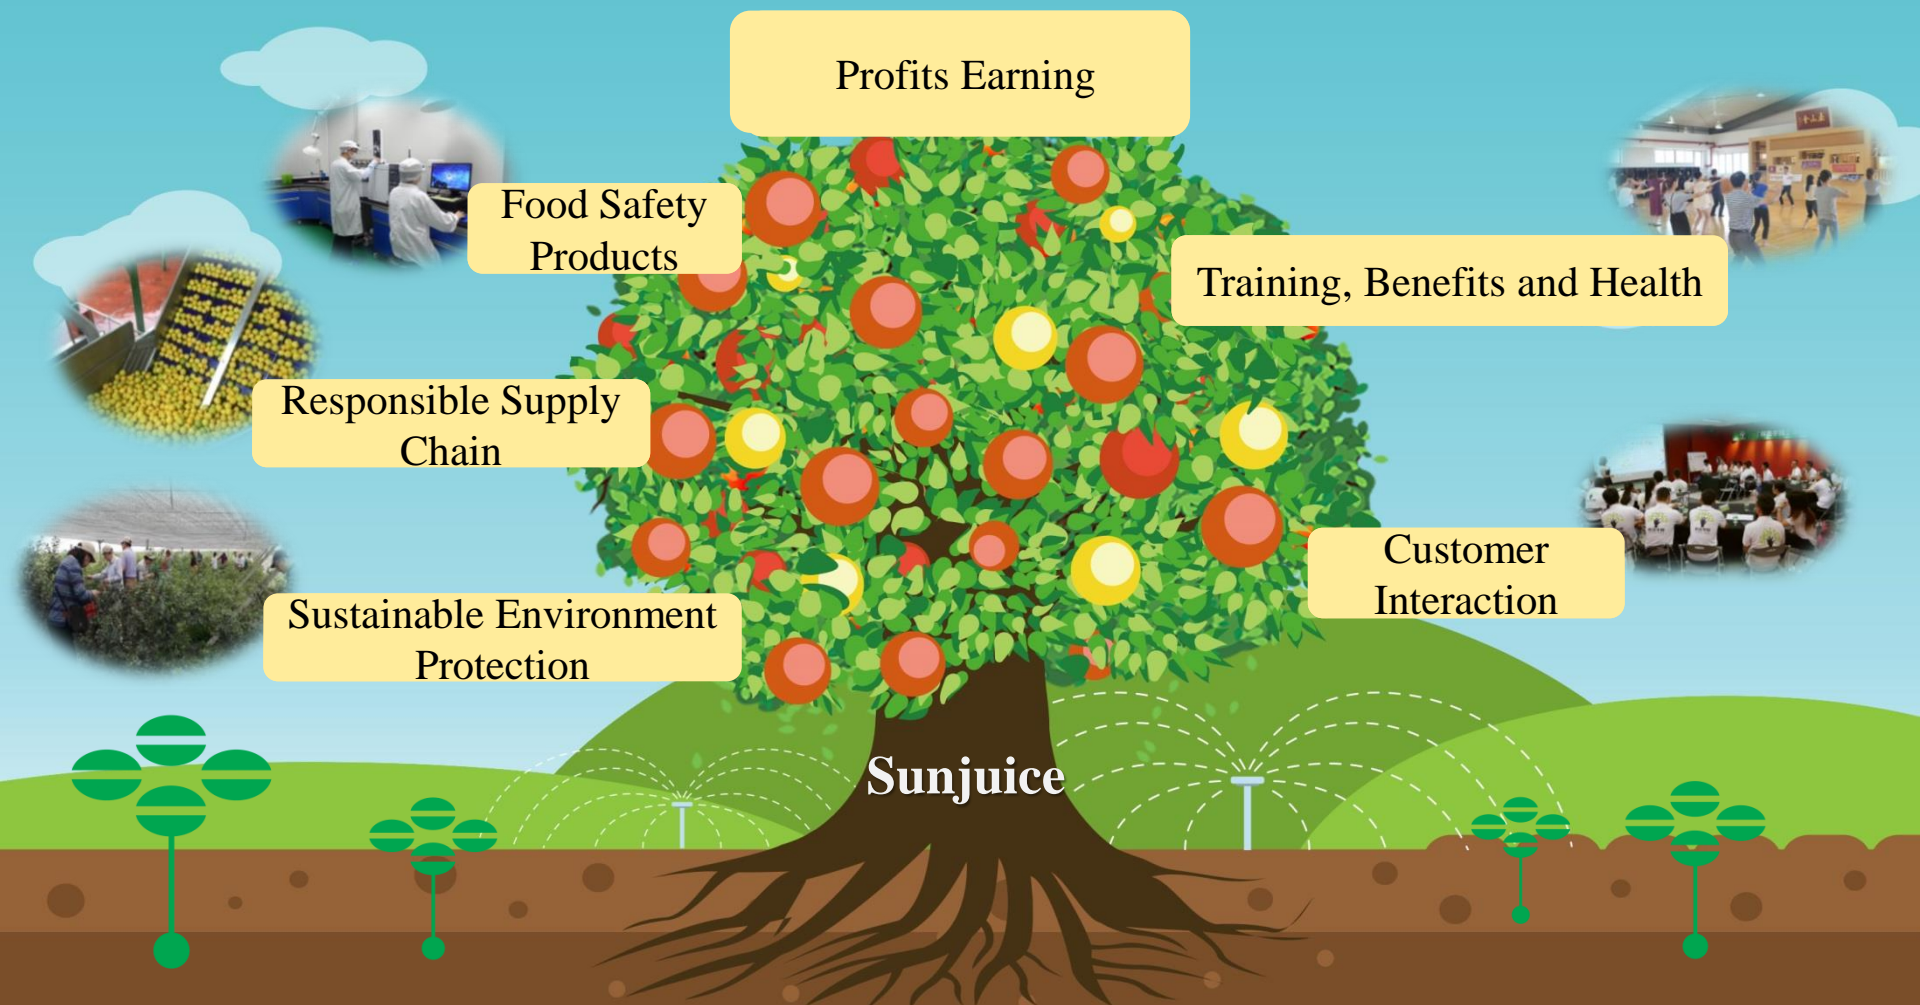 Profits Earning
Food Safety
Products
Training, Benefits and Health
Responsible Supply
Chain
Customer
Interaction
Sustainable Environment
Protection
Sunjuice